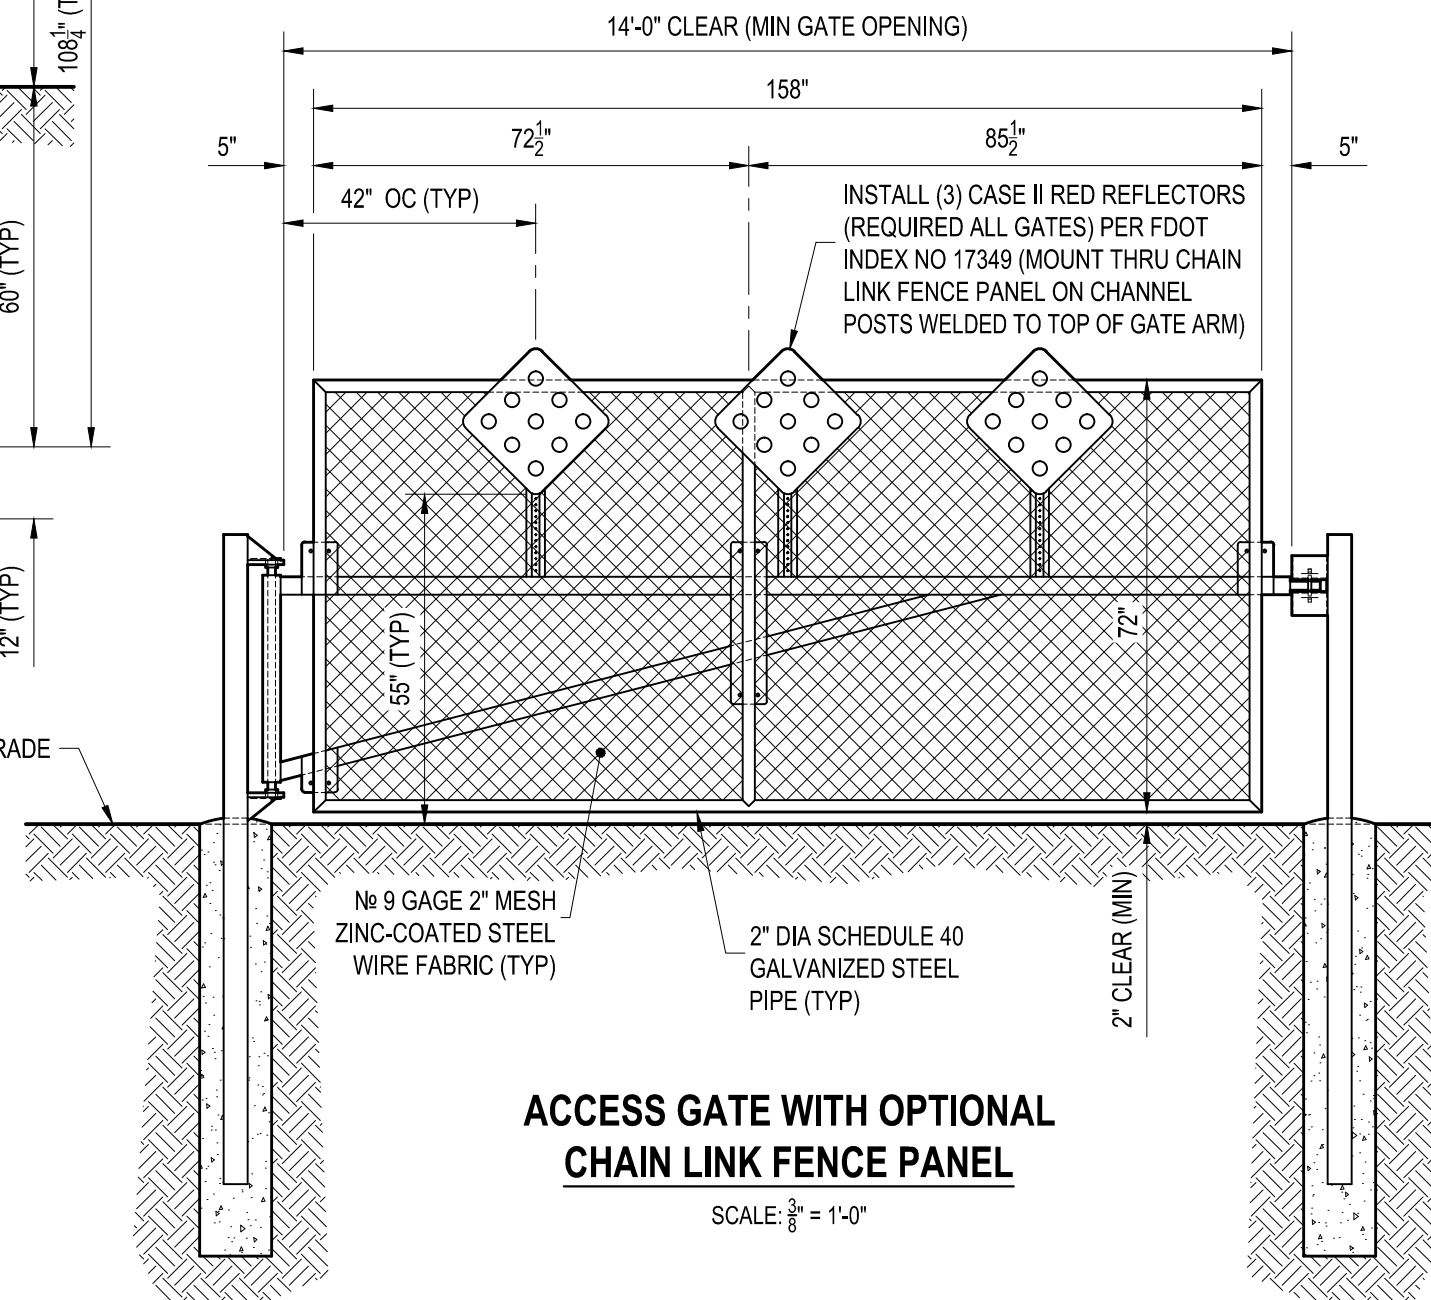 14'-0" CLEAR (MIN GATE OPENING)
158"
72½"
85½"
5"
5"
42" OC (TYP)
INSTALL (3) CASE II RED REFLECTORS
(REQUIRED ALL GATES) PER FDOT
INDEX NO 17349 (MOUNT THRU CHAIN
LINK FENCE PANEL ON CHANNEL
POSTS WELDED TO TOP OF GATE ARM)
108¼" (T
60" (TYP)
12" (TYP)
RADE
55" (TYP)
72"
2" CLEAR (MIN)
№ 9 GAGE 2" MESH
ZINC-COATED STEEL
WIRE FABRIC (TYP)
2" DIA SCHEDULE 40
GALVANIZED STEEL
PIPE (TYP)
ACCESS GATE WITH OPTIONAL
CHAIN LINK FENCE PANEL
SCALE: ⅜" = 1'-0"